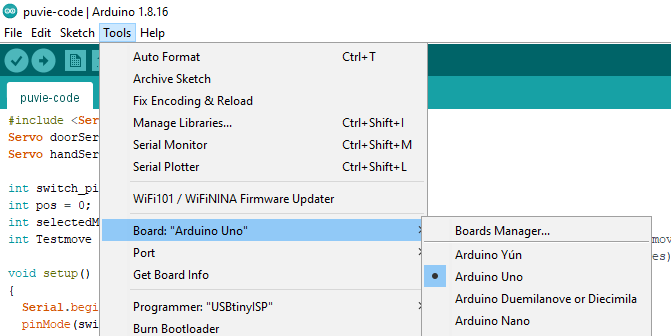 puvie-code | Arduino 1.8.16
File Edit Sketch Tools Help
Auto Format Ctrl+T
Archive Sketch
puvie-code
Fix Encoding & Reload
#include <Ser
Manage Libraries... Ctrl+Shift+I
Servo doorSer
Serial Monitor Ctrl+Shift+M
Servo handSer
Serial Plotter Ctrl+Shift+L
int switch_pi
WiFi101 / WiFiNINA Firmware Updater
int pos = 0;
int selectedM
Board: "Arduino Uno"
Boards Manager...
int Testmove
Port
Arduino Yún
void setup()
Get Board Info
Arduino Uno
{
Arduino Duemilanove or Diecimila
Serial.begi
Programmer: "USBtinyISP"
Arduino Nano
pinMode(swi
Burn Bootloader